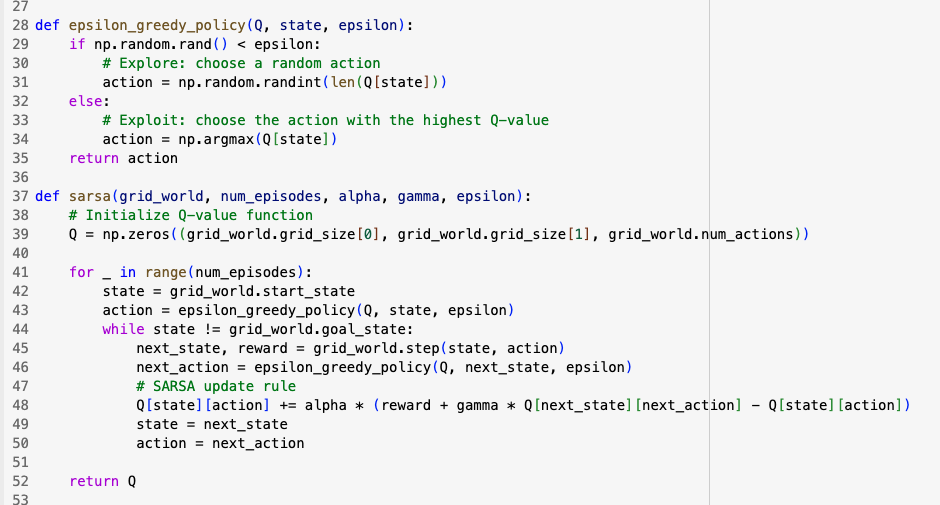 27
28 def epsilon_greedy_policy(Q, state, epsilon):
29     if np.random.rand() < epsilon:
30         # Explore: choose a random action
31         action = np.random.randint(len(Q[state]))
32     else:
33         # Exploit: choose the action with the highest Q-value
34         action = np.argmax(Q[state])
35     return action
36
37 def sarsa(grid_world, num_episodes, alpha, gamma, epsilon):
38     # Initialize Q-value function
39     Q = np.zeros((grid_world.grid_size[0], grid_world.grid_size[1], grid_world.num_actions))
40
41     for _ in range(num_episodes):
42         state = grid_world.start_state
43         action = epsilon_greedy_policy(Q, state, epsilon)
44         while state != grid_world.goal_state:
45             next_state, reward = grid_world.step(state, action)
46             next_action = epsilon_greedy_policy(Q, next_state, epsilon)
47             # SARSA update rule
48             Q[state][action] += alpha * (reward + gamma * Q[next_state][next_action] - Q[state][action])
49             state = next_state
50             action = next_action
51
52     return Q
53